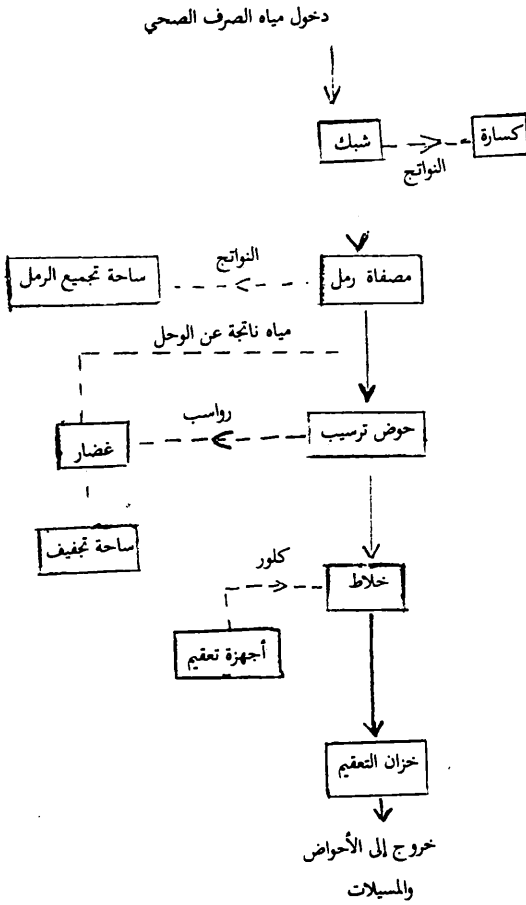 دخول مياه الصرف الصحي
شبك
كسارة
النواتج
مصفاة رمل
النواتج
ساحة تجميع الرمل
مياه ناتجة عن الوحل
حوض ترسيب
رواسب
غضار
ساحة تجفيف
كلور
خلاط
أجهزة تعقيم
خزان التعقيم
خروج إلى الأحواض
والمسيلات